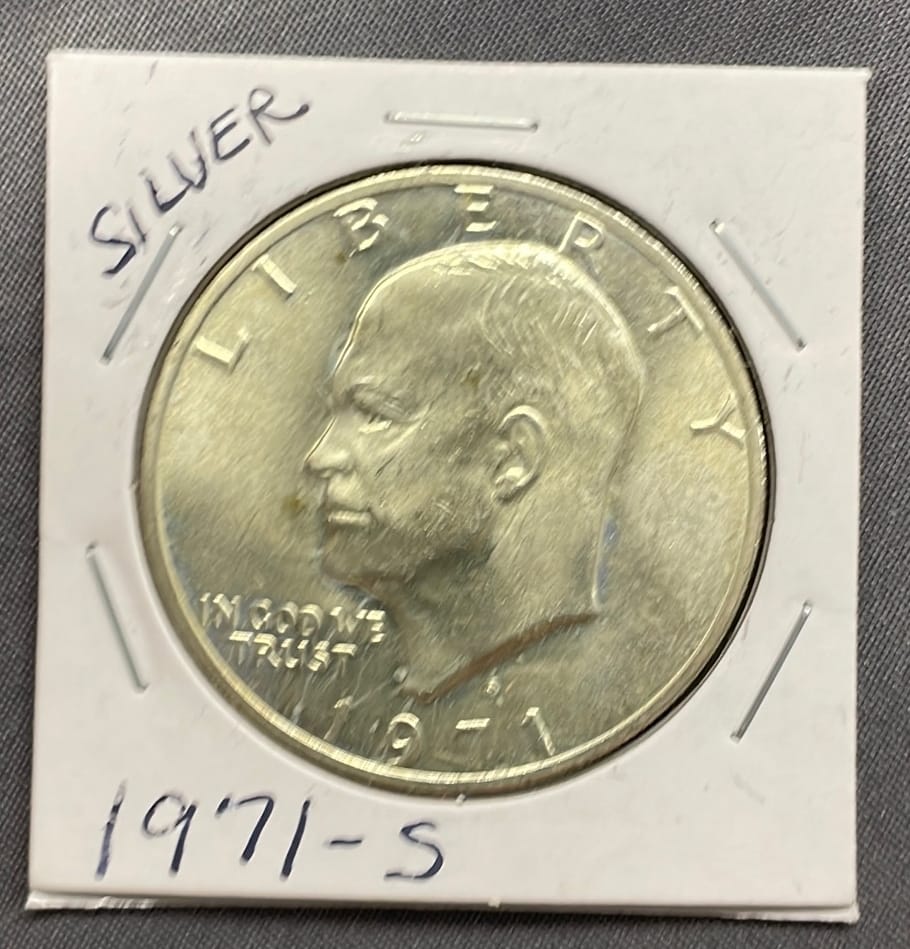 SILVER
LIBERTY
IN GOD WE
TRUST
S
1971
1971-S